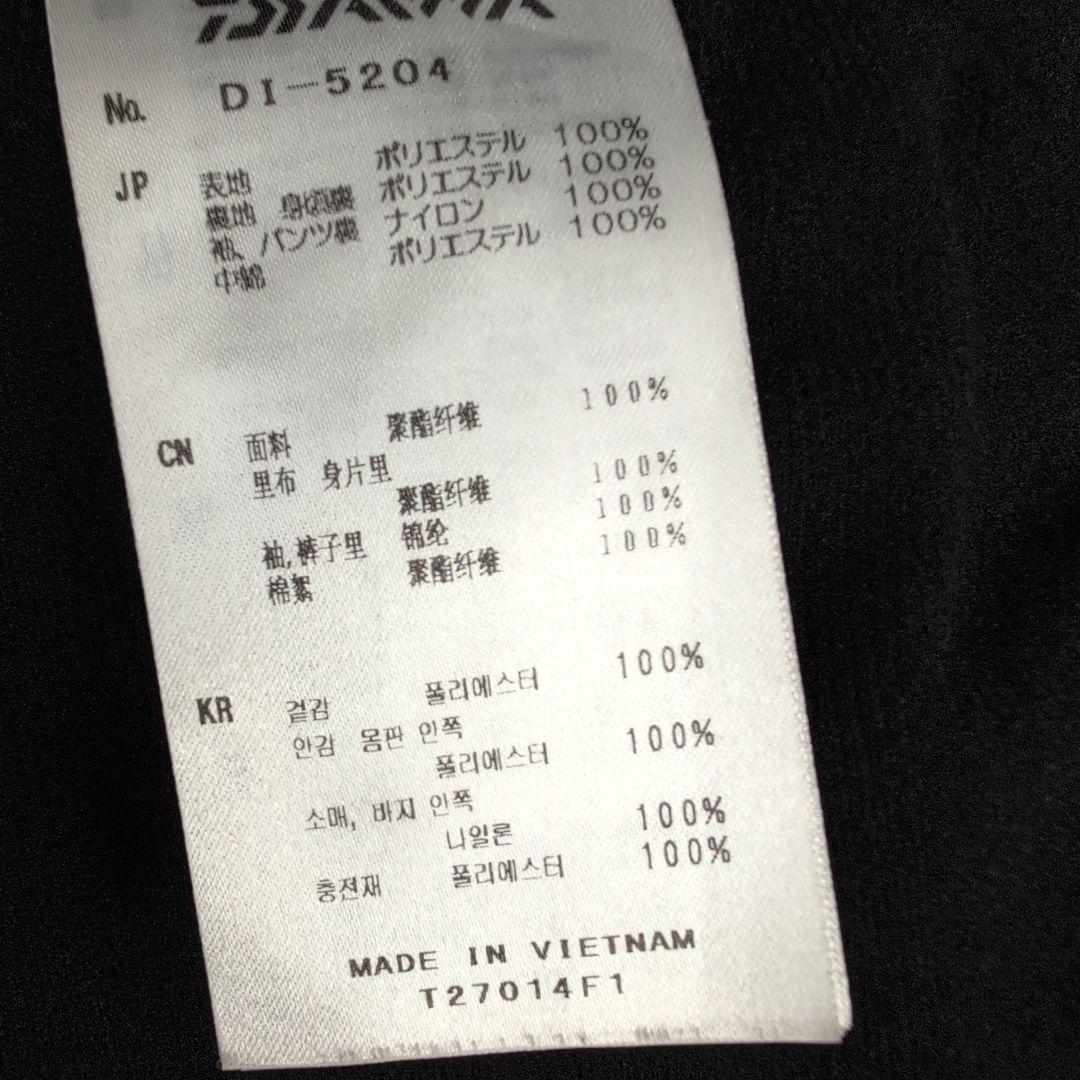 DAIWA
No. DI-5204
JP 表地 ポリエステル 100%
裏地 身頃裏 ポリエステル 100%
袖、パンツ裏 ナイロン 100%
中綿 ポリエステル 100%
CN 面料 聚酯纤维 100%
里布 身片里
聚酯纤维 100%
袖,裤子里 锦纶 100%
棉絮 聚酯纤维 100%
KR 겉감 폴리에스터 100%
안감 몸판 안쪽
폴리에스터 100%
소매, 바지 안쪽
나일론 100%
충전재 폴리에스터 100%
MADE IN VIETNAM
T27014F1